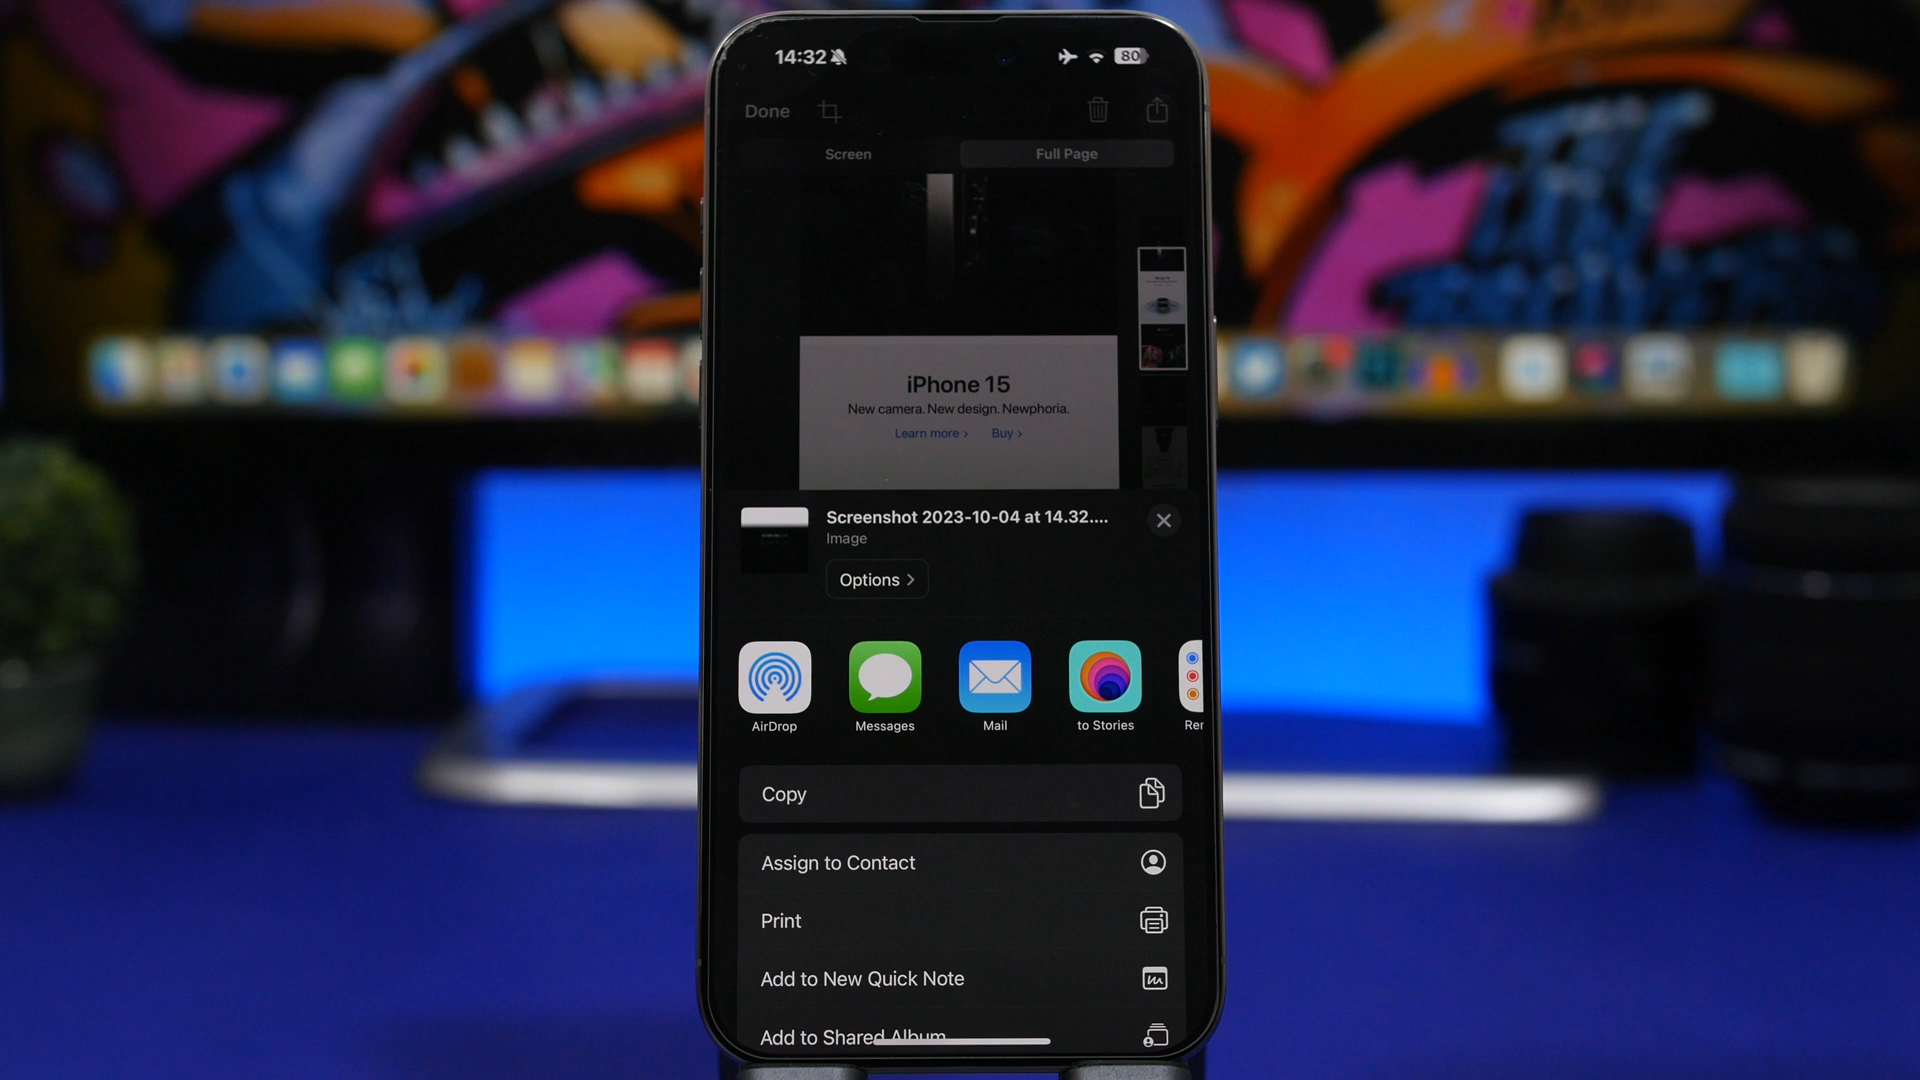 14:32
80
Done
Screen
Full Page
iPhone 15
New camera. New design. Newphoria.
Learn more >
Buy >
Screenshot 2023-10-04 at 14.32....
Image
Options >
AirDrop
Messages
Mail
to Stories
Rer
Copy
Assign to Contact
Print
Add to New Quick Note
Add to Shared Album